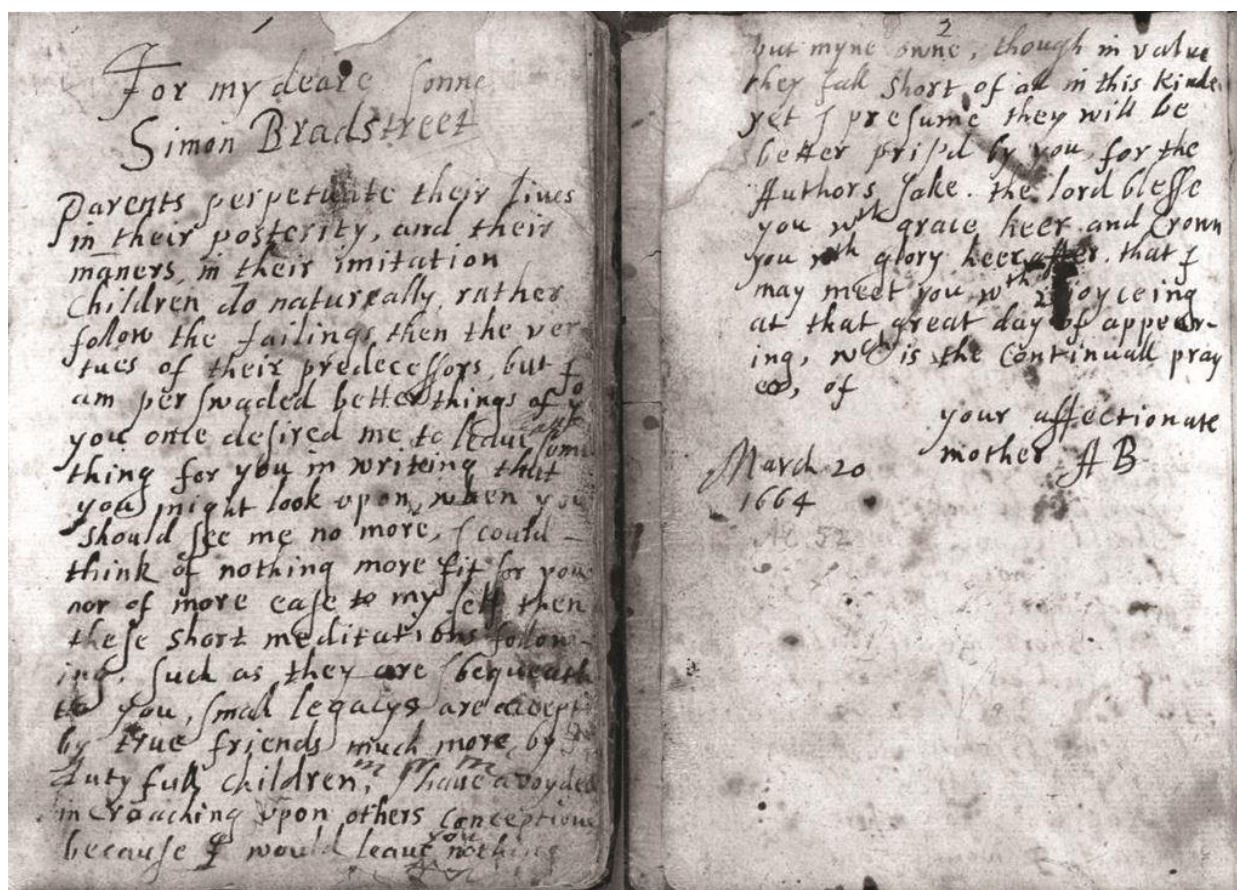 1
For my deare sonne
Simon Bradstreet
Parents perpetuate their lives
in their posterity, and their
maners, in their imitation
Children do natureally, rather
follow the failings, then the ver
tues of their predecessors, but I
am perswaded better things of y
you once desired me to leave some
thing for you in writeing that
you might look upon, when you
should see me no more, I could
think of nothing more fit for you
nor of more ease to my self then
these short meditations follow-
ing, such as they are I bequeath
to you, smal legacys are accept
by true friends much more by
duty full children, I have avoyded
incroaching upon others conceptions
because I would leave you nothing
2
but myne owne, though in value
they fall short of all in this kinde
yet I presume they will be
better pris'd by you, for the
Authors sake. the lord blesse
you wth grace heer and crown
you wth glory heerafter. that I
may meet you wth rejoyceing
at that great day of appear-
ing, wch is the continuall pray
er, of
your affectionate
mother A B
March 20
1664